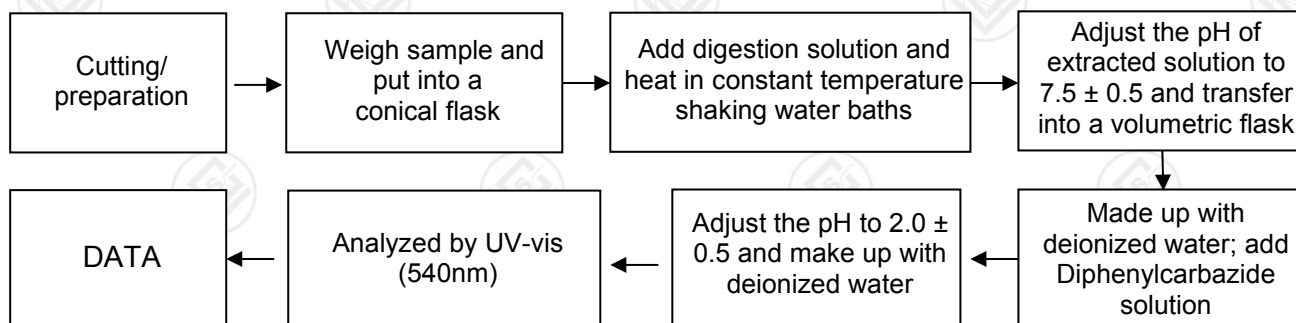 Cutting/
preparation
Weigh sample and
put into a
conical flask
Add digestion solution and
heat in constant temperature
shaking water baths
Adjust the pH of
extracted solution to
7.5 ± 0.5 and transfer
into a volumetric flask
Made up with
deionized water; add
Diphenylcarbazide
solution
Adjust the pH to 2.0 ±
0.5 and make up with
deionized water
Analyzed by UV-vis
(540nm)
DATA